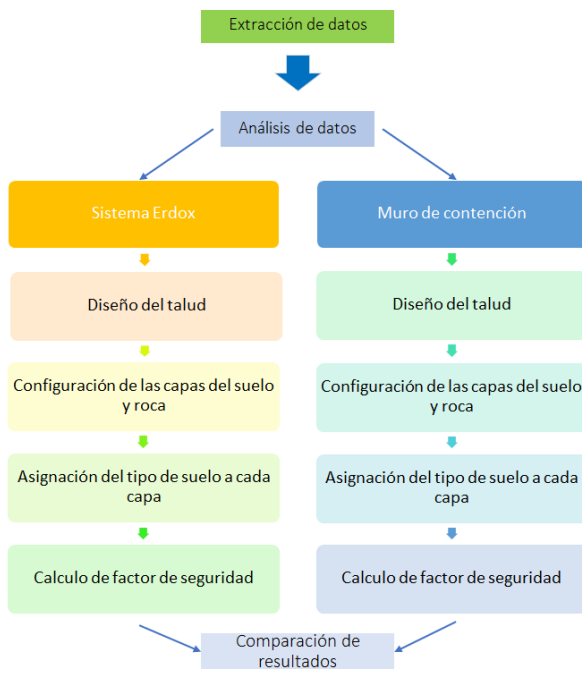 Extracción de datos
Análisis de datos
Sistema Erdox
Muro de contención
Diseño del talud
Diseño del talud
Configuración de las capas del suelo
y roca
Configuración de las capas del suelo
y roca
Asignación del tipo de suelo a cada
capa
Asignación del tipo de suelo a cada
capa
Calculo de factor de seguridad
Calculo de factor de seguridad
Comparación de
resultados